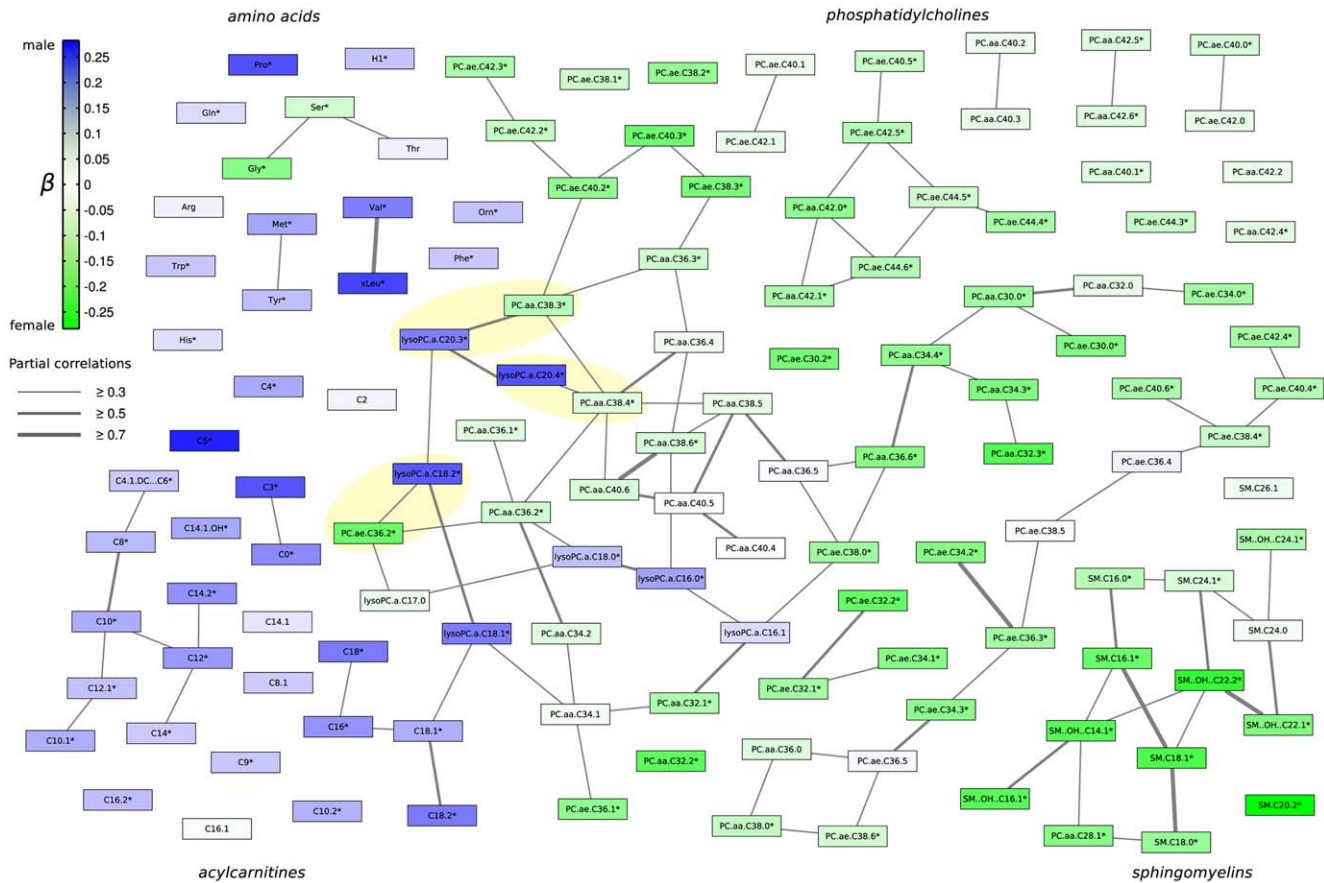 amino acids
phosphatidylcholines
male
0.25
0.2
0.15
0.1
0.05
0
-0.05
-0.1
-0.15
-0.2
-0.25
β
female
Partial correlations
≥ 0.3
≥ 0.5
≥ 0.7
Pro*
H1*
Gln*
Ser*
Thr
Gly*
Arg
Met*
Val*
Orn*
Trp*
Phe*
xLeu*
Tyr*
His*
C4*
C2
C5*
PC.ae.C42.3*
PC.ae.C38.1*
PC.ae.C38.2*
PC.ae.C40.1
PC.ae.C40.5*
PC.aa.C40.2
PC.aa.C42.5*
PC.ae.C40.0*
PC.ae.C42.2*
PC.ae.C40.3*
PC.ae.C42.1
PC.ae.C42.5*
PC.aa.C40.3
PC.aa.C42.6*
PC.ae.C42.0
PC.ae.C40.2*
PC.ae.C38.3*
PC.aa.C42.0*
PC.ae.C44.5*
PC.aa.C40.1*
PC.aa.C42.2
PC.ae.C44.4*
PC.ae.C44.3*
PC.aa.C42.4*
PC.aa.C36.3*
PC.ae.C44.6*
PC.aa.C42.1*
PC.aa.C30.0*
PC.aa.C32.0
PC.ae.C34.0*
PC.aa.C38.3*
lysoPC.a.C20.3*
PC.aa.C36.4
PC.ae.C30.2*
PC.aa.C34.4*
PC.ae.C30.0*
PC.ae.C42.4*
lysoPC.a.C20.4*
PC.aa.C34.3*
PC.ae.C40.6*
PC.ae.C40.4*
PC.aa.C38.4*
PC.aa.C38.5
PC.aa.C36.1*
PC.aa.C38.6*
PC.aa.C36.6*
PC.aa.C32.3*
PC.ae.C38.4*
lysoPC.a.C18.2*
PC.aa.C36.5
PC.ae.C36.4
PC.aa.C40.6
PC.aa.C40.5
SM.C26.1
C4.1.DC...C6*
C3*
C14.1.OH*
C8*
C0*
PC.aa.C36.2*
PC.ae.C36.2*
PC.aa.C40.4
PC.ae.C38.0*
PC.ae.C38.5
lysoPC.a.C18.0*
lysoPC.a.C16.0*
PC.ae.C34.2*
SM..OH..C24.1*
SM.C16.0*
SM.C24.1*
C14.2*
lysoPC.a.C17.0
PC.ae.C32.2*
C10*
C14.1
lysoPC.a.C18.1*
PC.aa.C34.2
lysoPC.a.C16.1
PC.ae.C36.3*
SM.C24.0
C12*
C18*
PC.ae.C34.1*
SM.C16.1*
C12.1*
C8.1
PC.ae.C32.1*
SM..OH..C22.2*
PC.aa.C32.1*
PC.aa.C34.1
PC.ae.C34.3*
C10.1*
C14*
C16*
C18.1*
SM..OH..C14.1*
SM..OH..C22.1*
C9*
PC.aa.C32.2*
PC.aa.C36.0
PC.ae.C36.5
SM.C18.1*
C16.2*
C10.2*
C18.2*
PC.ae.C36.1*
SM..OH..C16.1*
SM.C20.2*
C16.1
PC.aa.C38.0*
PC.ae.C38.6*
PC.aa.C28.1*
SM.C18.0*
acylcarnitines
sphingomyelins